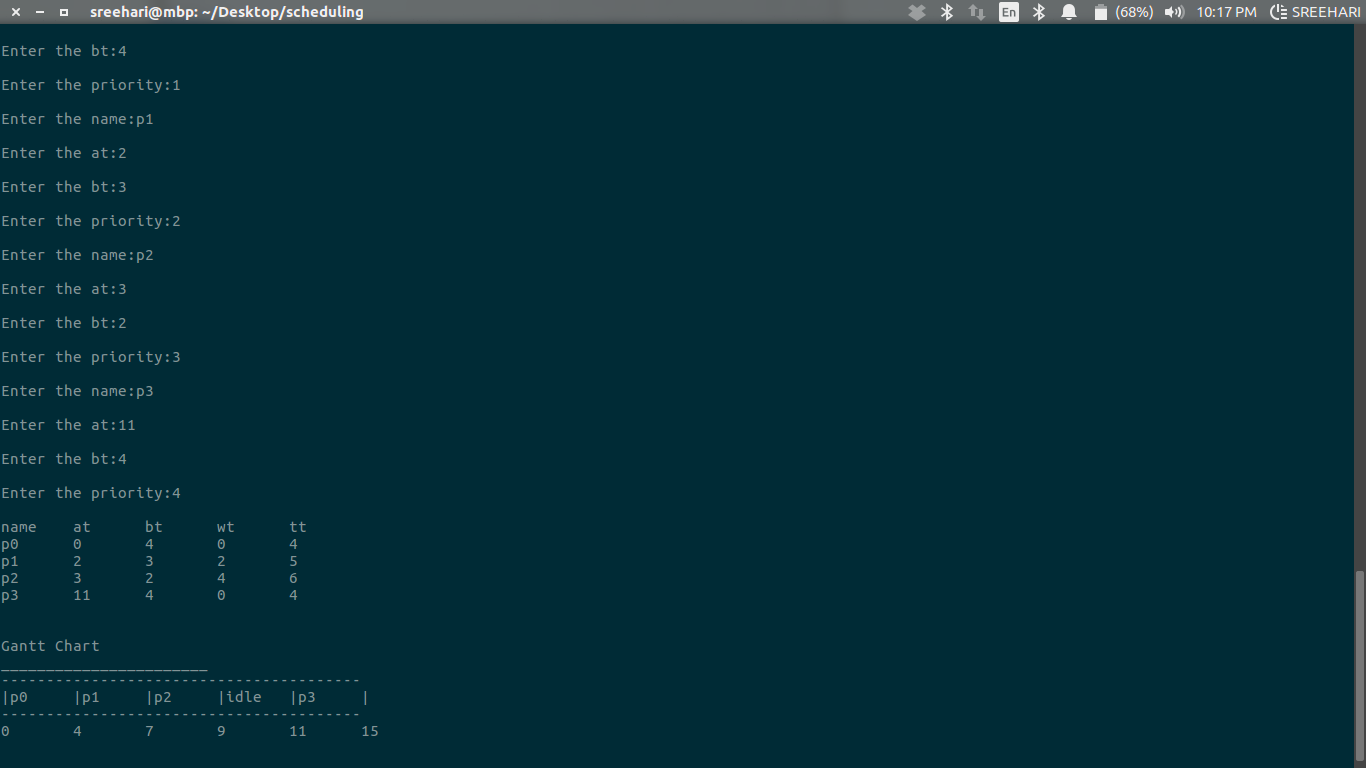 sreehari@mbp: ~/Desktop/scheduling En (68%) 10:17 PM SREEHARI
Enter the bt:4
Enter the priority:1
Enter the name:p1
Enter the at:2
Enter the bt:3
Enter the priority:2
Enter the name:p2
Enter the at:3
Enter the bt:2
Enter the priority:3
Enter the name:p3
Enter the at:11
Enter the bt:4
Enter the priority:4
name at bt wt tt
p0 0 4 0 4
p1 2 3 2 5
p2 3 2 4 6
p3 11 4 0 4
Gantt Chart
_______________________
----------------------------------------
|p0 |p1 |p2 |idle |p3 |
----------------------------------------
0 4 7 9 11 15